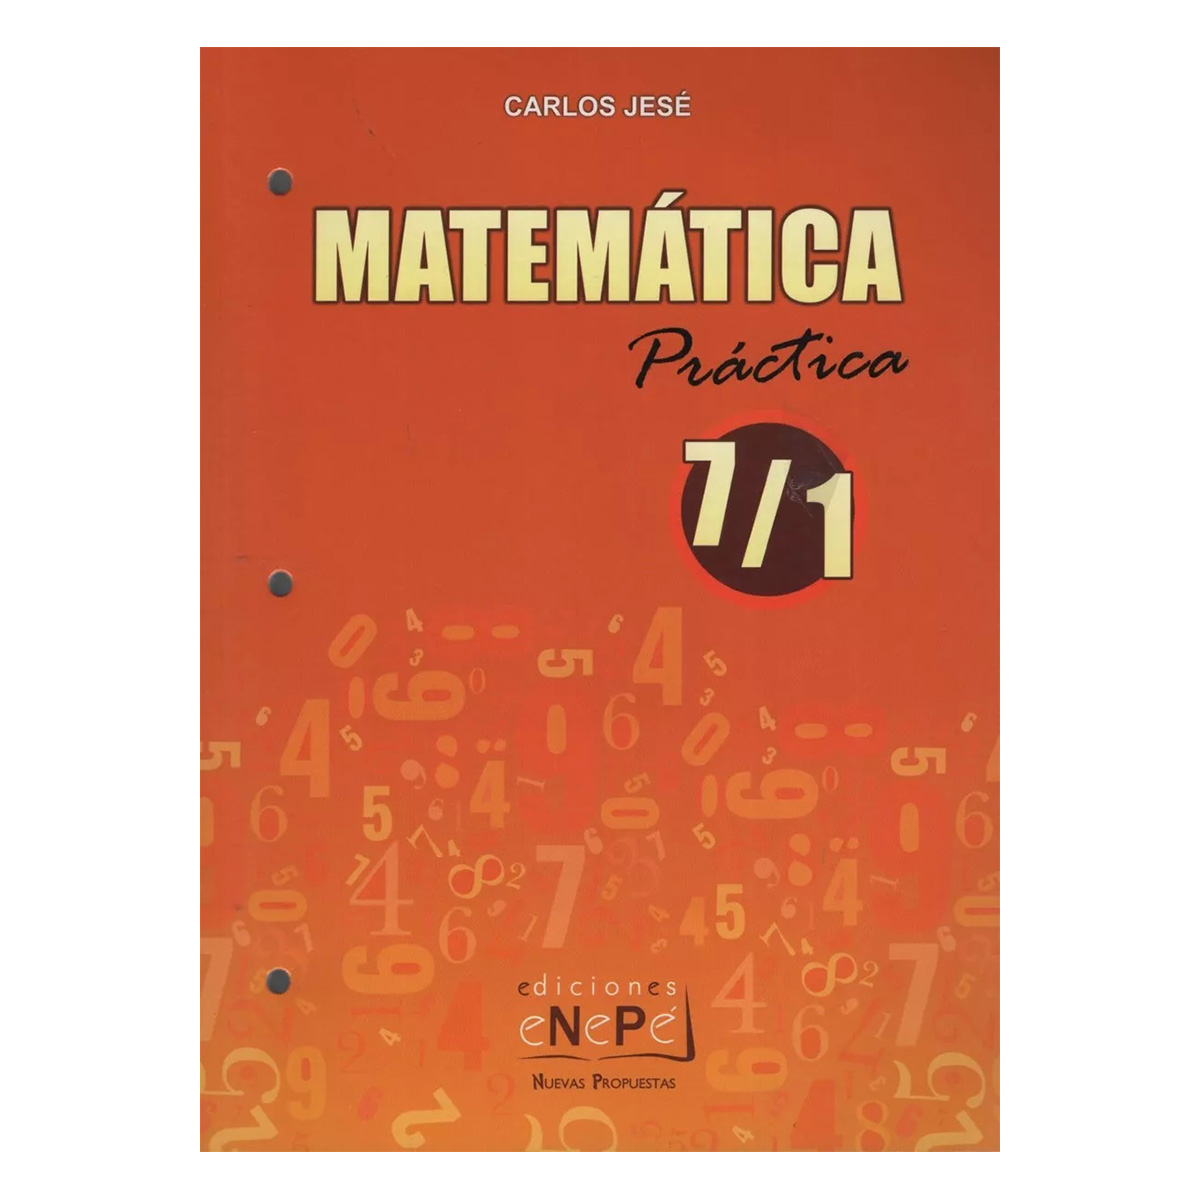 CARLOS JESÉ
MATEMÁTICA
Práctica
7/1
ediciones
eNePé
NUEVAS PROPUESTAS